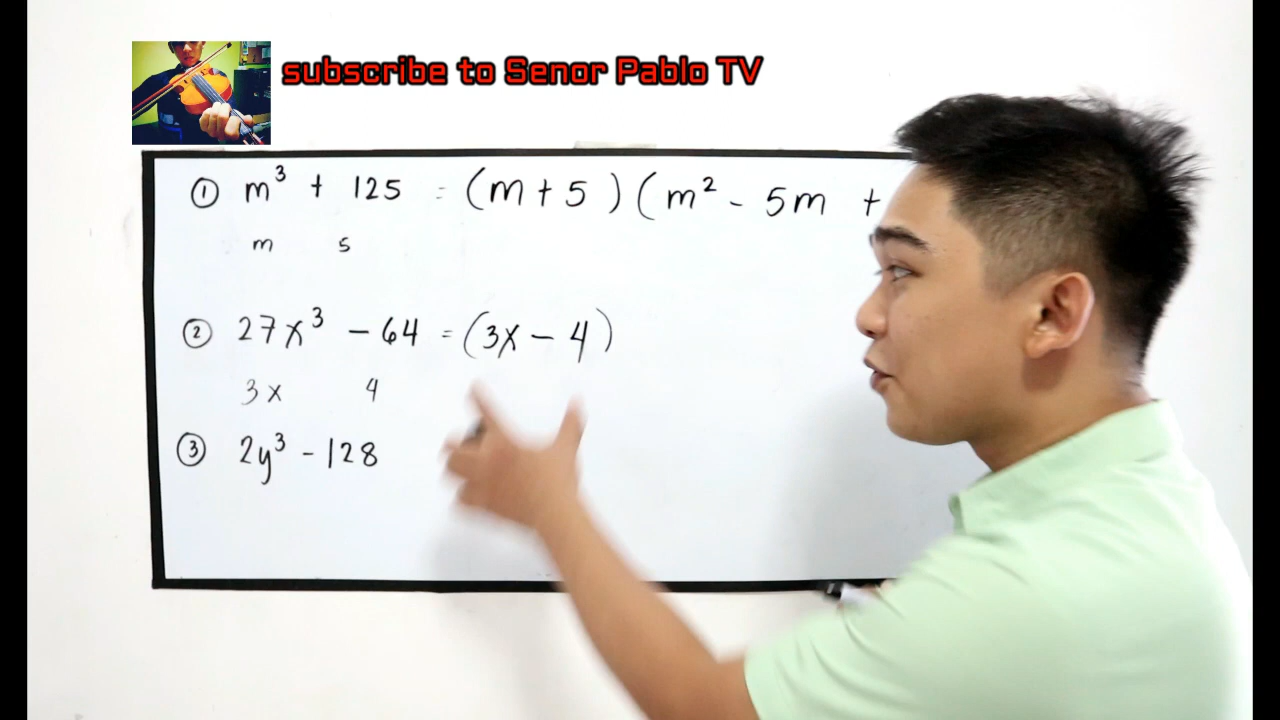 subscribe to Senor Pablo TV
① m³ + 125 = (m + 5)(m² - 5m +
m 5
② 27x³ - 64 = (3x - 4)
3x 4
③ 2y³ - 128